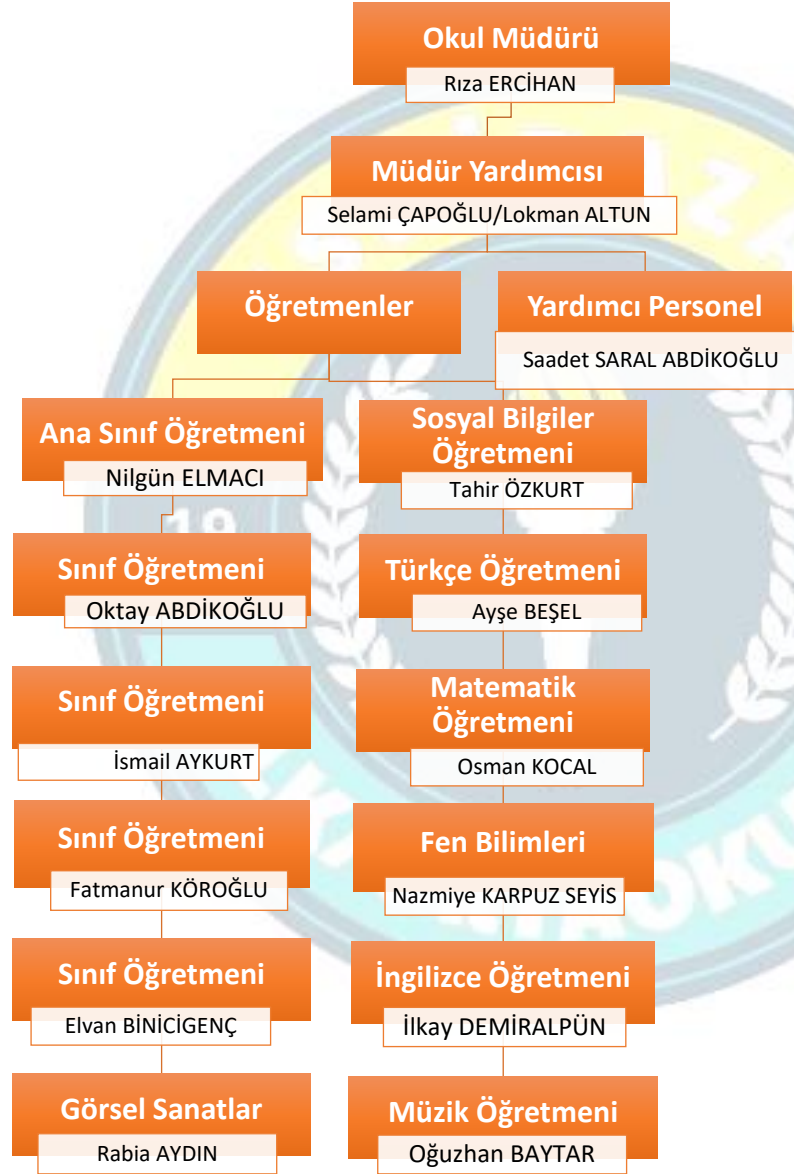 Okul Müdürü
Rıza ERCİHAN
Müdür Yardımcısı
Selami ÇAPOĞLU/Lokman ALTUN
Öğretmenler
Yardımcı Personel
Saadet SARAL ABDİKOĞLU
Ana Sınıf Öğretmeni
Nilgün ELMACI
Sınıf Öğretmeni
Oktay ABDİKOĞLU
Sınıf Öğretmeni
İsmail AYKURT
Sınıf Öğretmeni
Fatmanur KÖROĞLU
Sınıf Öğretmeni
Elvan BİNİCİGENÇ
Görsel Sanatlar
Rabia AYDIN
Sosyal Bilgiler
Öğretmeni
Tahir ÖZKURT
Türkçe Öğretmeni
Ayşe BEŞEL
Matematik
Öğretmeni
Osman KOCAL
Fen Bilimleri
Nazmiye KARPUZ SEYİS
İngilizce Öğretmeni
İlkay DEMİRALPÜN
Müzik Öğretmeni
Oğuzhan BAYTAR
19